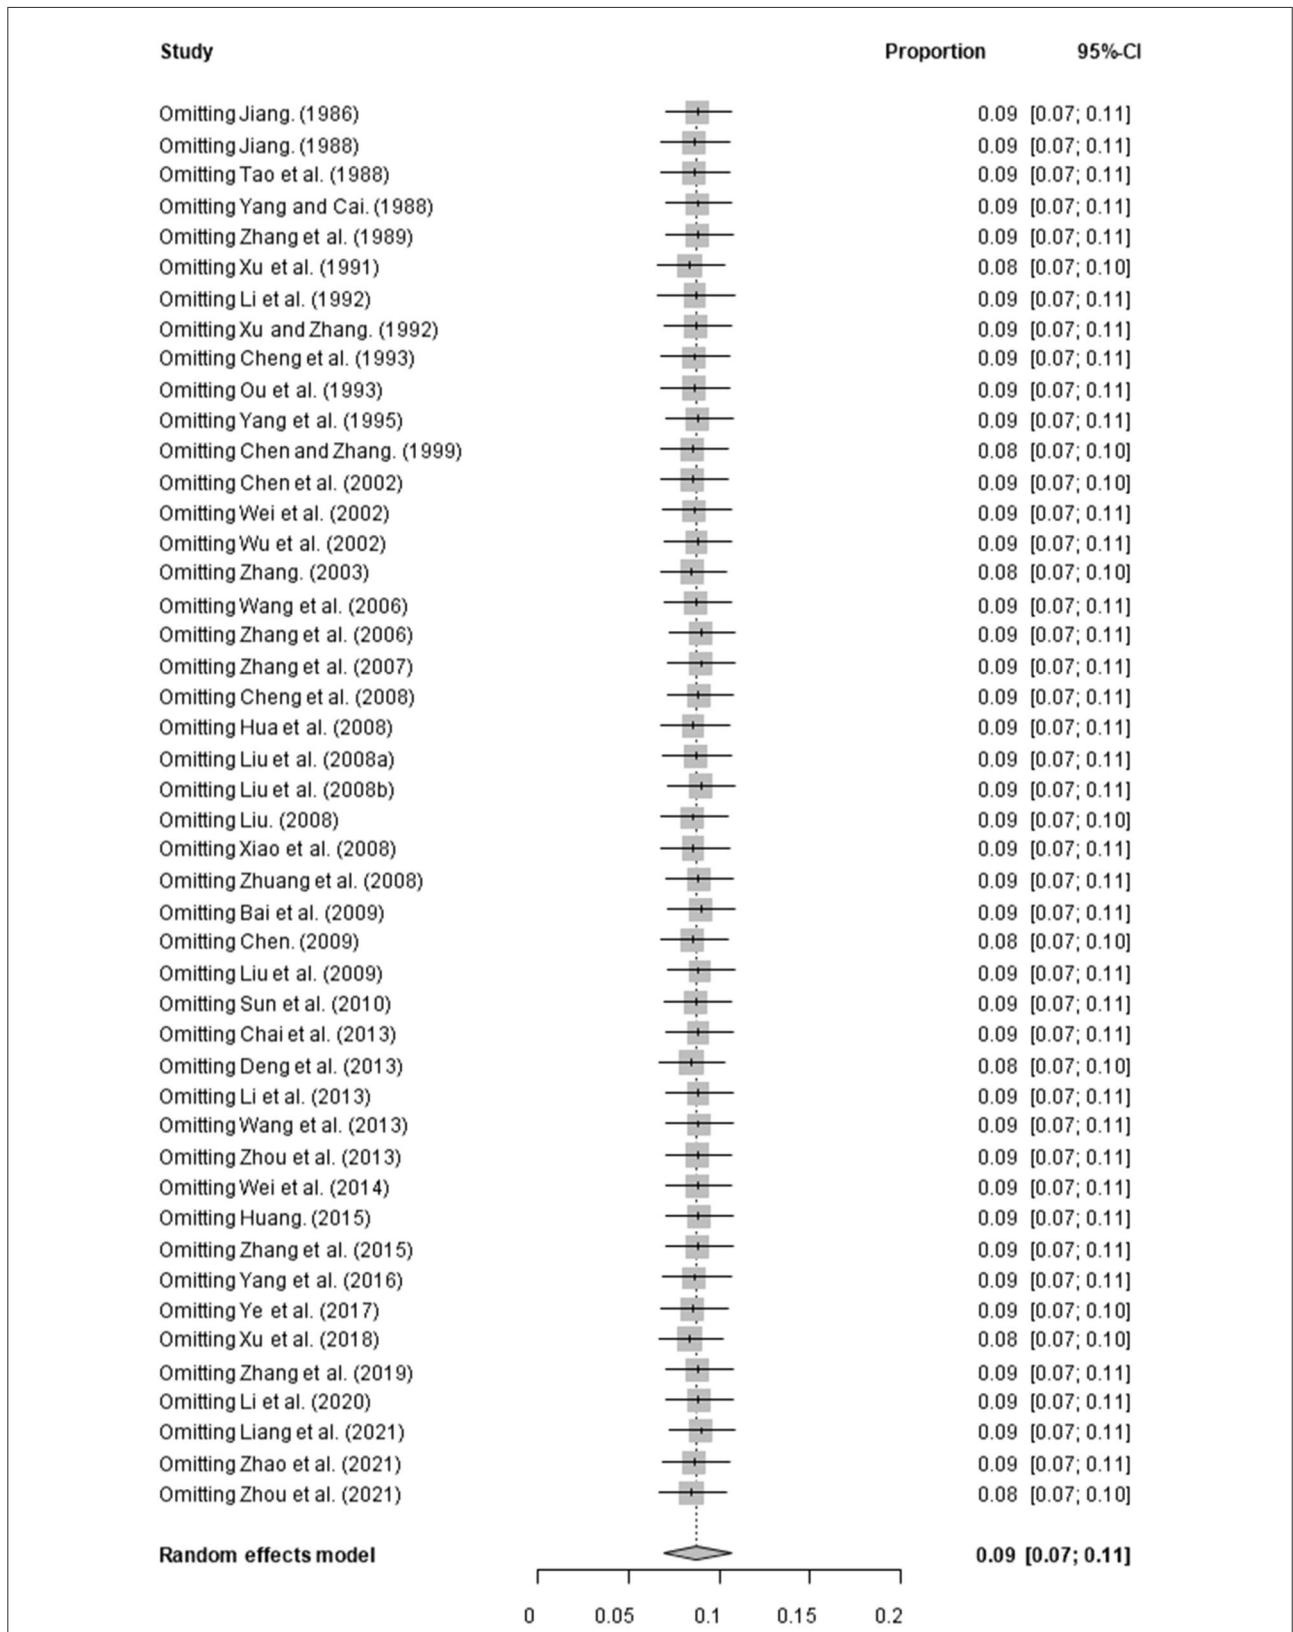 Study Proportion 95%-CI
Omitting Jiang. (1986) 0.09 [0.07; 0.11]
Omitting Jiang. (1988) 0.09 [0.07; 0.11]
Omitting Tao et al. (1988) 0.09 [0.07; 0.11]
Omitting Yang and Cai. (1988) 0.09 [0.07; 0.11]
Omitting Zhang et al. (1989) 0.09 [0.07; 0.11]
Omitting Xu et al. (1991) 0.08 [0.07; 0.10]
Omitting Li et al. (1992) 0.09 [0.07; 0.11]
Omitting Xu and Zhang. (1992) 0.09 [0.07; 0.11]
Omitting Cheng et al. (1993) 0.09 [0.07; 0.11]
Omitting Ou et al. (1993) 0.09 [0.07; 0.11]
Omitting Yang et al. (1995) 0.09 [0.07; 0.11]
Omitting Chen and Zhang. (1999) 0.08 [0.07; 0.10]
Omitting Chen et al. (2002) 0.09 [0.07; 0.10]
Omitting Wei et al. (2002) 0.09 [0.07; 0.11]
Omitting Wu et al. (2002) 0.09 [0.07; 0.11]
Omitting Zhang. (2003) 0.08 [0.07; 0.10]
Omitting Wang et al. (2006) 0.09 [0.07; 0.11]
Omitting Zhang et al. (2006) 0.09 [0.07; 0.11]
Omitting Zhang et al. (2007) 0.09 [0.07; 0.11]
Omitting Cheng et al. (2008) 0.09 [0.07; 0.11]
Omitting Hua et al. (2008) 0.09 [0.07; 0.11]
Omitting Liu et al. (2008a) 0.09 [0.07; 0.11]
Omitting Liu et al. (2008b) 0.09 [0.07; 0.11]
Omitting Liu. (2008) 0.09 [0.07; 0.10]
Omitting Xiao et al. (2008) 0.09 [0.07; 0.11]
Omitting Zhuang et al. (2008) 0.09 [0.07; 0.11]
Omitting Bai et al. (2009) 0.09 [0.07; 0.11]
Omitting Chen. (2009) 0.08 [0.07; 0.10]
Omitting Liu et al. (2009) 0.09 [0.07; 0.11]
Omitting Sun et al. (2010) 0.09 [0.07; 0.11]
Omitting Chai et al. (2013) 0.09 [0.07; 0.11]
Omitting Deng et al. (2013) 0.08 [0.07; 0.10]
Omitting Li et al. (2013) 0.09 [0.07; 0.11]
Omitting Wang et al. (2013) 0.09 [0.07; 0.11]
Omitting Zhou et al. (2013) 0.09 [0.07; 0.11]
Omitting Wei et al. (2014) 0.09 [0.07; 0.11]
Omitting Huang. (2015) 0.09 [0.07; 0.11]
Omitting Zhang et al. (2015) 0.09 [0.07; 0.11]
Omitting Yang et al. (2016) 0.09 [0.07; 0.11]
Omitting Ye et al. (2017) 0.09 [0.07; 0.10]
Omitting Xu et al. (2018) 0.08 [0.07; 0.10]
Omitting Zhang et al. (2019) 0.09 [0.07; 0.11]
Omitting Li et al. (2020) 0.09 [0.07; 0.11]
Omitting Liang et al. (2021) 0.09 [0.07; 0.11]
Omitting Zhao et al. (2021) 0.09 [0.07; 0.11]
Omitting Zhou et al. (2021) 0.08 [0.07; 0.10]
Random effects model 0.09 [0.07; 0.11]
0 0.05 0.1 0.15 0.2